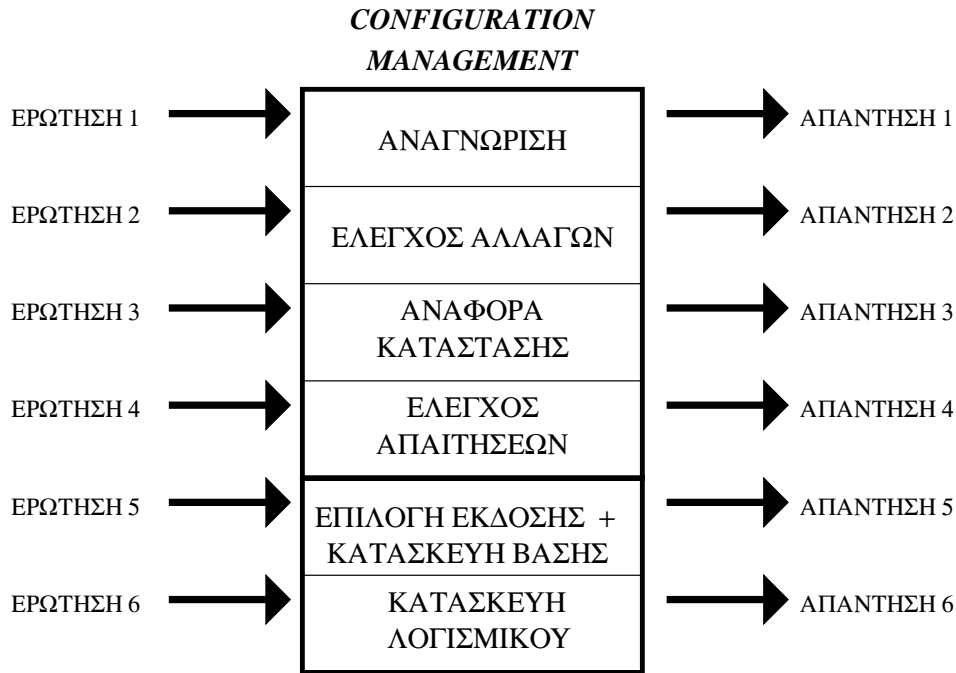 CONFIGURATION
MANAGEMENT
ΕΡΩΤΗΣΗ 1
ΑΝΑΓΝΩΡΙΣΗ
ΑΠΑΝΤΗΣΗ 1
ΕΡΩΤΗΣΗ 2
ΕΛΕΓΧΟΣ ΑΛΛΑΓΩΝ
ΑΠΑΝΤΗΣΗ 2
ΕΡΩΤΗΣΗ 3
ΑΝΑΦΟΡΑ
ΚΑΤΑΣΤΑΣΗΣ
ΑΠΑΝΤΗΣΗ 3
ΕΡΩΤΗΣΗ 4
ΕΛΕΓΧΟΣ
ΑΠΑΙΤΗΣΕΩΝ
ΑΠΑΝΤΗΣΗ 4
ΕΡΩΤΗΣΗ 5
ΕΠΙΛΟΓΗ ΕΚΔΟΣΗΣ +
ΚΑΤΑΣΚΕΥΗ ΒΑΣΗΣ
ΑΠΑΝΤΗΣΗ 5
ΕΡΩΤΗΣΗ 6
ΚΑΤΑΣΚΕΥΗ
ΛΟΓΙΣΜΙΚΟΥ
ΑΠΑΝΤΗΣΗ 6